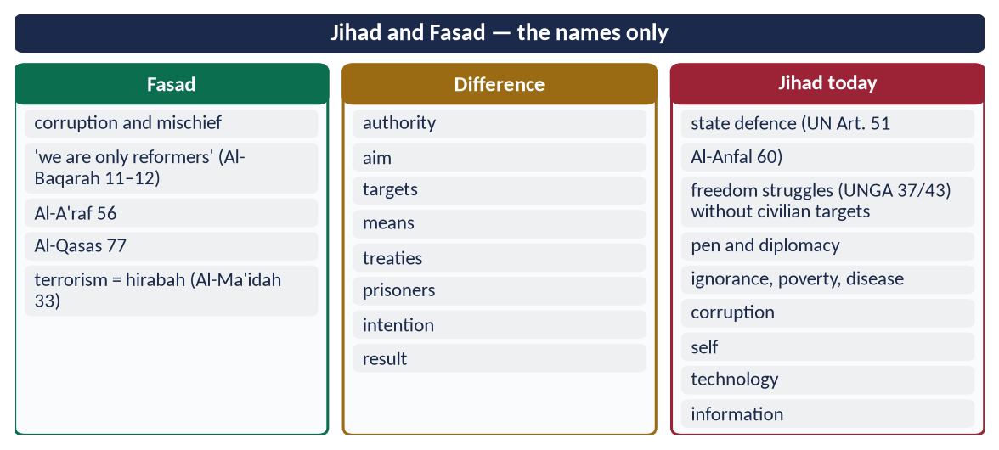 Jihad and Fasad — the names only
Fasad
corruption and mischief
'we are only reformers' (Al-
Baqarah 11–12)
Al-A'raf 56
Al-Qasas 77
terrorism = hirabah (Al-Ma'idah
33)
Difference
authority
aim
targets
means
treaties
prisoners
intention
result
Jihad today
state defence (UN Art. 51
Al-Anfal 60)
freedom struggles (UNGA 37/43)
without civilian targets
pen and diplomacy
ignorance, poverty, disease
corruption
self
technology
information